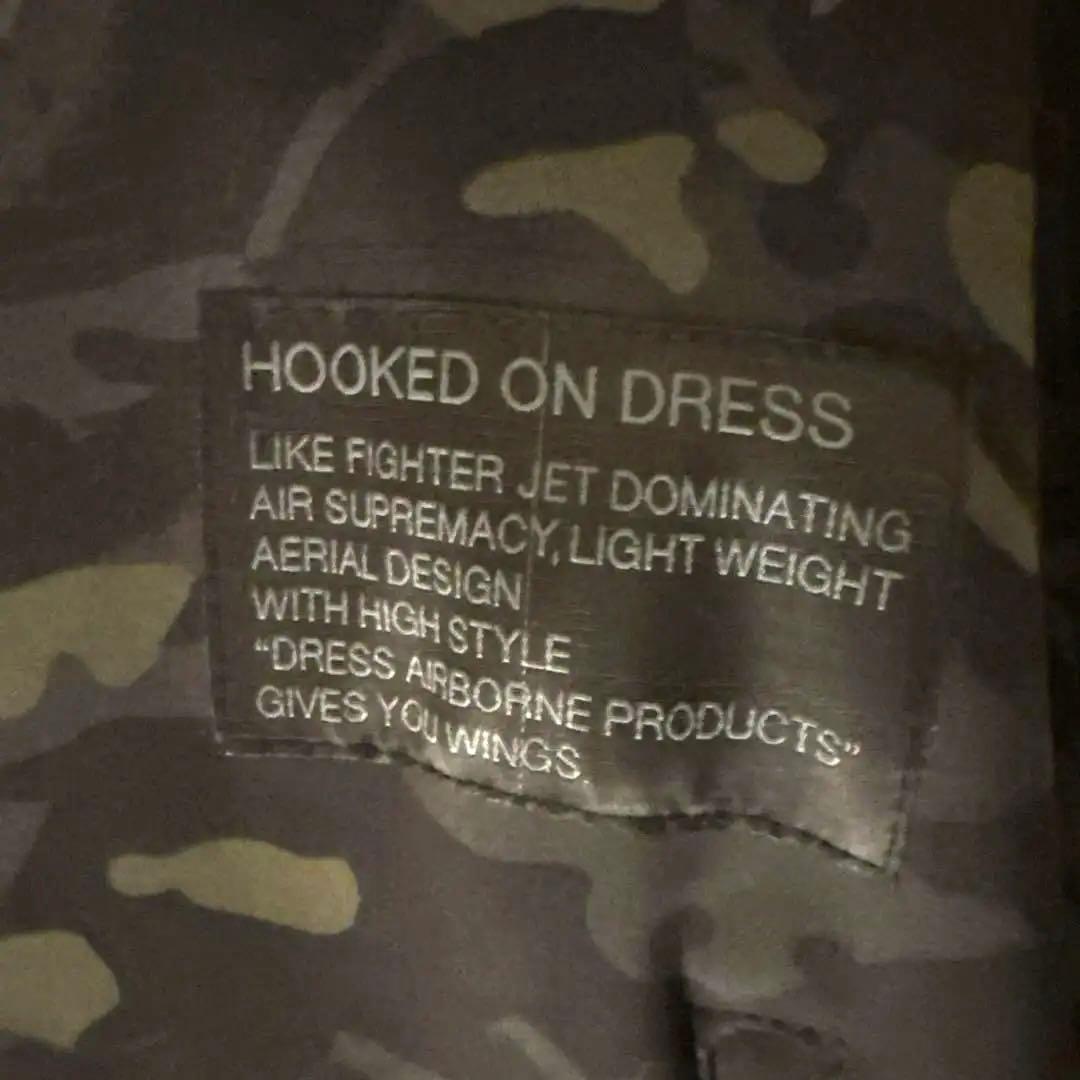 HOOKED ON DRESS
LIKE FIGHTER JET DOMINATING
AIR SUPREMACY, LIGHT WEIGHT
AERIAL DESIGN
WITH HIGH STYLE
“DRESS AIRBORNE PRODUCTS”
GIVES YOU WINGS.